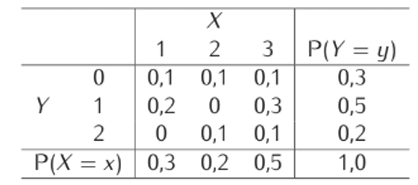 X
1 2 3 P(Y = y)
0 0,1 0,1 0,1 0,3
Y 1 0,2 0 0,3 0,5
2 0 0,1 0,1 0,2
P(X = x) 0,3 0,2 0,5 1,0